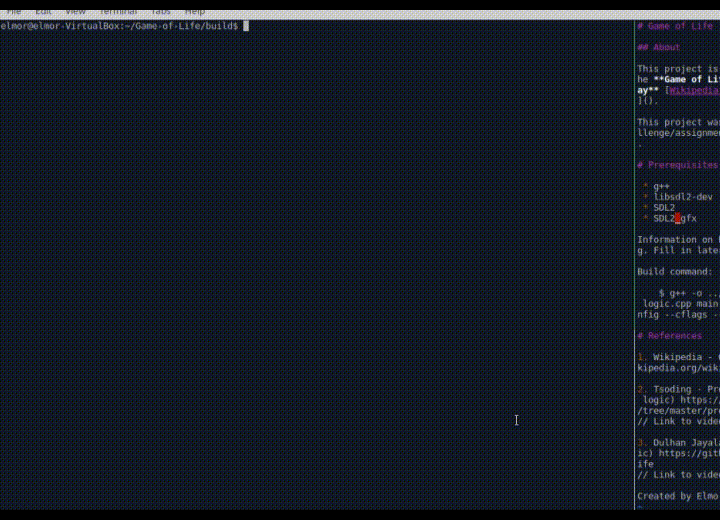 File Edit View Terminal Tabs Help
elmor@elmor-VirtualBox:~/Game-of-Life/build$
# Game of Life
## About
This project is
he **Game of Li
ay** [Wikipedia
]().
This project wa
llenge/assignme
.
# Prerequisites
* g++
* libsdl2-dev
* SDL2
* SDL2_gfx
Information on
g. Fill in late
Build command:
$ g++ -o ..
logic.cpp main
nfig --cflags -
# References
1. Wikipedia -
kipedia.org/wik
2. Tsoding - Pr
logic) https:/
/tree/master/pr
// Link to vide
3. Dulhan Jayal
ic) https://git
ife
// Link to vide
Created by Elmo
~